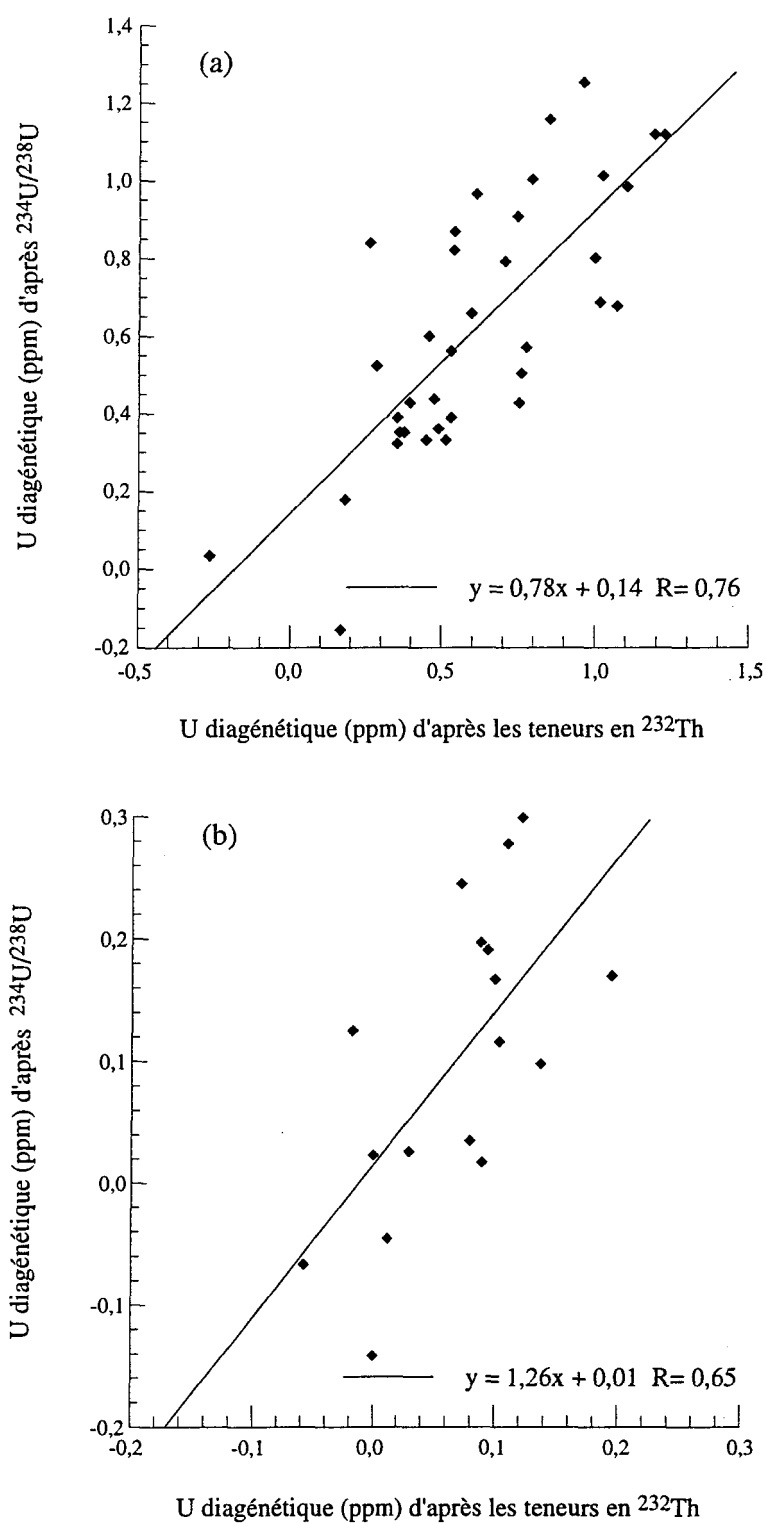 1,4
(a)
1,2
1,0
0,8
0,6
0,4
0,2
0,0
-0,2
U diagénétique (ppm) d'après 234U/238U
y = 0,78x + 0,14 R= 0,76
-0,5 0,0 0,5 1,0 1,5
U diagénétique (ppm) d'après les teneurs en 232Th
0,3
(b)
0,2
0,1
0,0
-0,1
-0,2
U diagénétique (ppm) d'après 234U/238U
y = 1,26x + 0,01 R= 0,65
-0,2 -0,1 0,0 0,1 0,2 0,3
U diagénétique (ppm) d'après les teneurs en 232Th